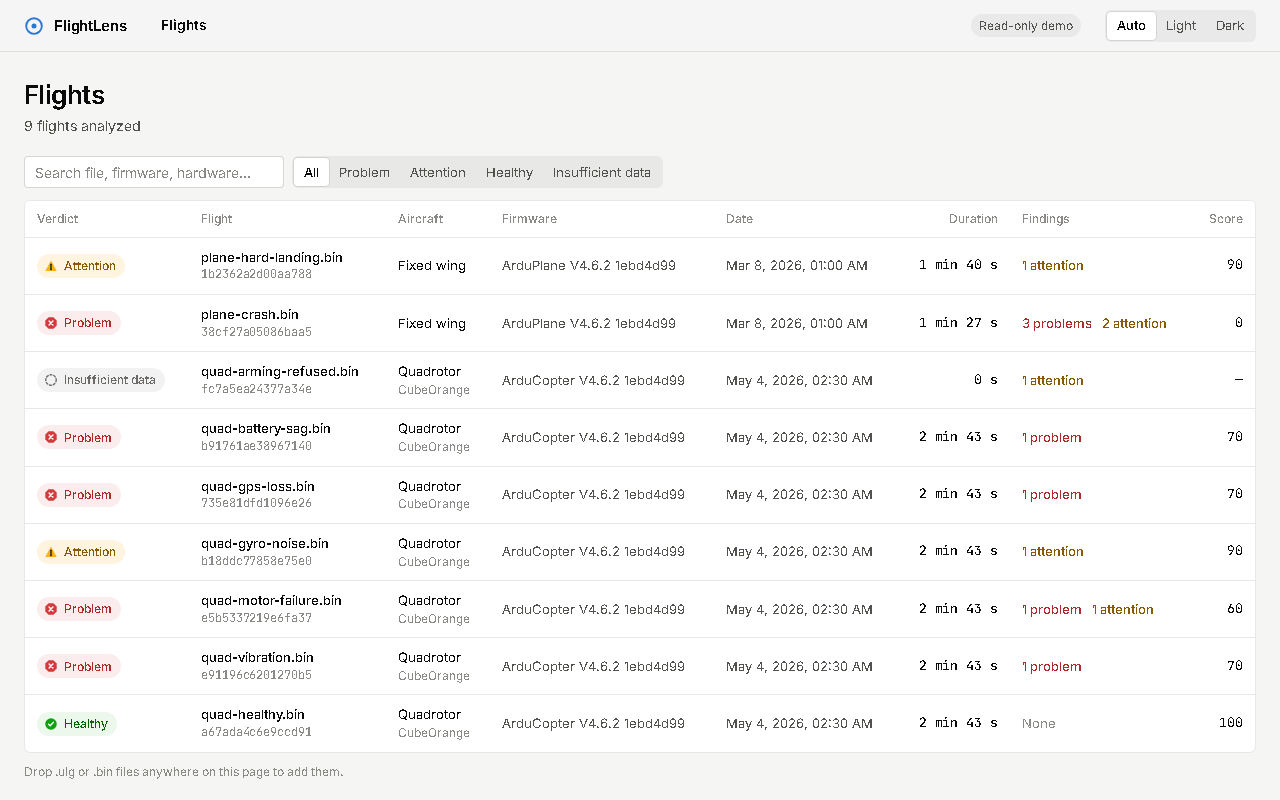 FlightLens Flights Read-only demo Auto Light Dark
Flights
9 flights analyzed
Search file, firmware, hardware... All Problem Attention Healthy Insufficient data
Verdict Flight Aircraft Firmware Date Duration Findings Score
Attention plane-hard-landing.bin Fixed wing ArduPlane V4.6.2 1ebd4d99 Mar 8, 2026, 01:00 AM 1 min 40 s 1 attention 90
1b2362a2d00aa788
Problem plane-crash.bin Fixed wing ArduPlane V4.6.2 1ebd4d99 Mar 8, 2026, 01:00 AM 1 min 27 s 3 problems 2 attention 0
38cf27a05086baa5
Insufficient data quad-arming-refused.bin Quadrotor ArduCopter V4.6.2 1ebd4d99 May 4, 2026, 02:30 AM 0 s 1 attention –
fc7a5ea24377a34e CubeOrange
Problem quad-battery-sag.bin Quadrotor ArduCopter V4.6.2 1ebd4d99 May 4, 2026, 02:30 AM 2 min 43 s 1 problem 70
b91761ae38967140 CubeOrange
Problem quad-gps-loss.bin Quadrotor ArduCopter V4.6.2 1ebd4d99 May 4, 2026, 02:30 AM 2 min 43 s 1 problem 70
735e81dfd1096e26 CubeOrange
Attention quad-gyro-noise.bin Quadrotor ArduCopter V4.6.2 1ebd4d99 May 4, 2026, 02:30 AM 2 min 43 s 1 attention 90
b18ddc77858e75e0 CubeOrange
Problem quad-motor-failure.bin Quadrotor ArduCopter V4.6.2 1ebd4d99 May 4, 2026, 02:30 AM 2 min 43 s 1 problem 1 attention 60
e5b5337219e6fa37 CubeOrange
Problem quad-vibration.bin Quadrotor ArduCopter V4.6.2 1ebd4d99 May 4, 2026, 02:30 AM 2 min 43 s 1 problem 70
e91196c6201270b5 CubeOrange
Healthy quad-healthy.bin Quadrotor ArduCopter V4.6.2 1ebd4d99 May 4, 2026, 02:30 AM 2 min 43 s None 100
a67ada4c6e9ccd91 CubeOrange
Drop .ulg or .bin files anywhere on this page to add them.